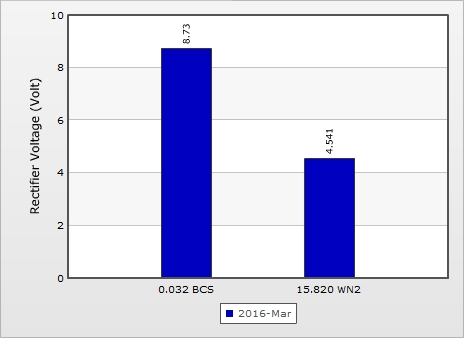 10
8
6
4
2
0
Rectifier Voltage (Volt)
8.73
4.541
0.032 BCS
15.820 WN2
2016-Mar